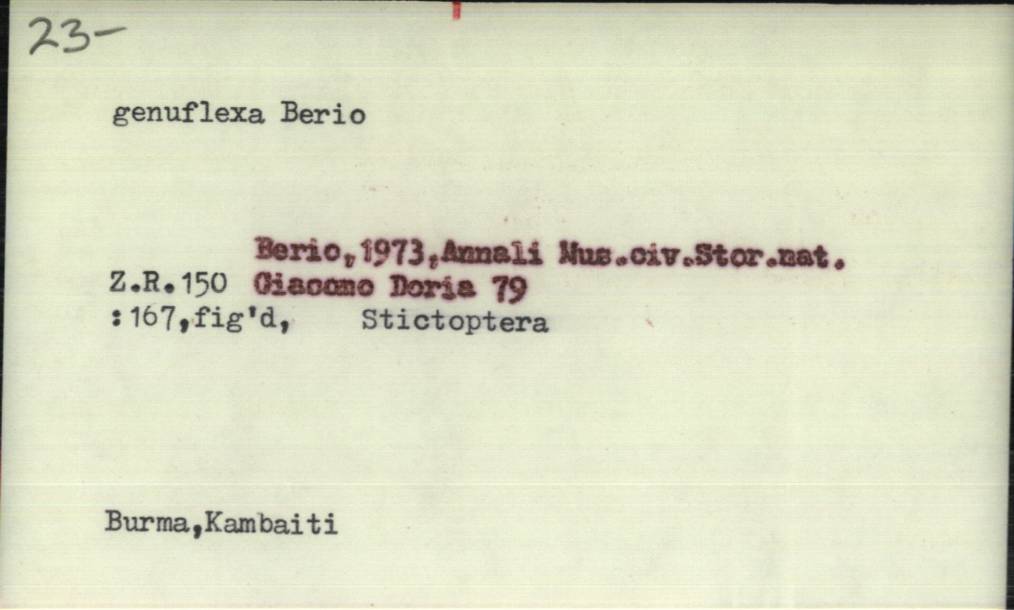 23-
genuflexa Berio
Berio,1973,Annali Mus.civ.Stor.nat.
Z.R.150 Giacomo Doria 79
:167,fig'd, Stictoptera
Burma,Kambaiti